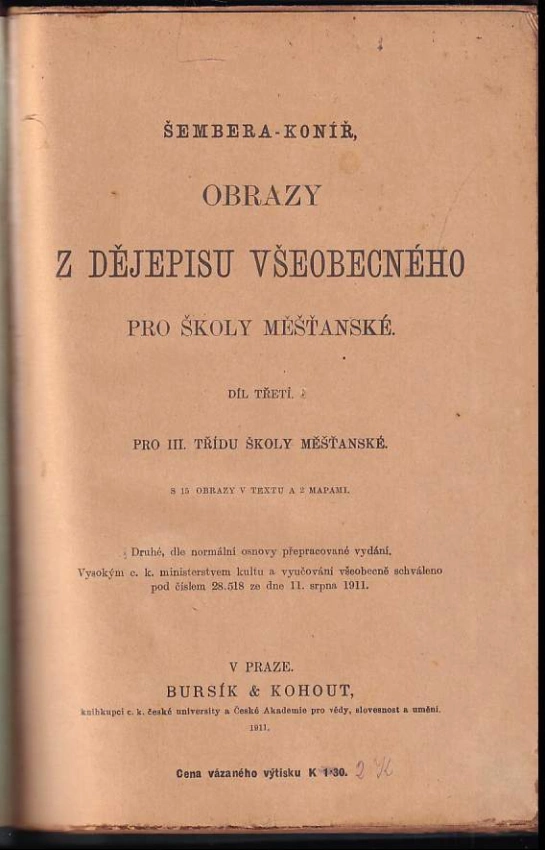 ŠEMBERA-KONÍŘ,
OBRAZY
Z DĚJEPISU VŠEOBECNÉHO
PRO ŠKOLY MĚŠŤANSKÉ.
DÍL TŘETÍ.
PRO III. TŘÍDU ŠKOLY MĚŠŤANSKÉ.
S 15 OBRAZY V TEXTU A 2 MAPAMI.
Druhé, dle normální osnovy přepracované vydání.
Vysokým c. k. ministerstvem kultu a vyučování všeobecně schváleno
pod číslem 28.518 ze dne 11. srpna 1911.
V PRAZE.
BURSÍK & KOHOUT,
knihkupci c. k. české university a České Akademie pro vědy, slovesnost a umění.
1911.
Cena vázaného výtisku K 1·30. 2 K